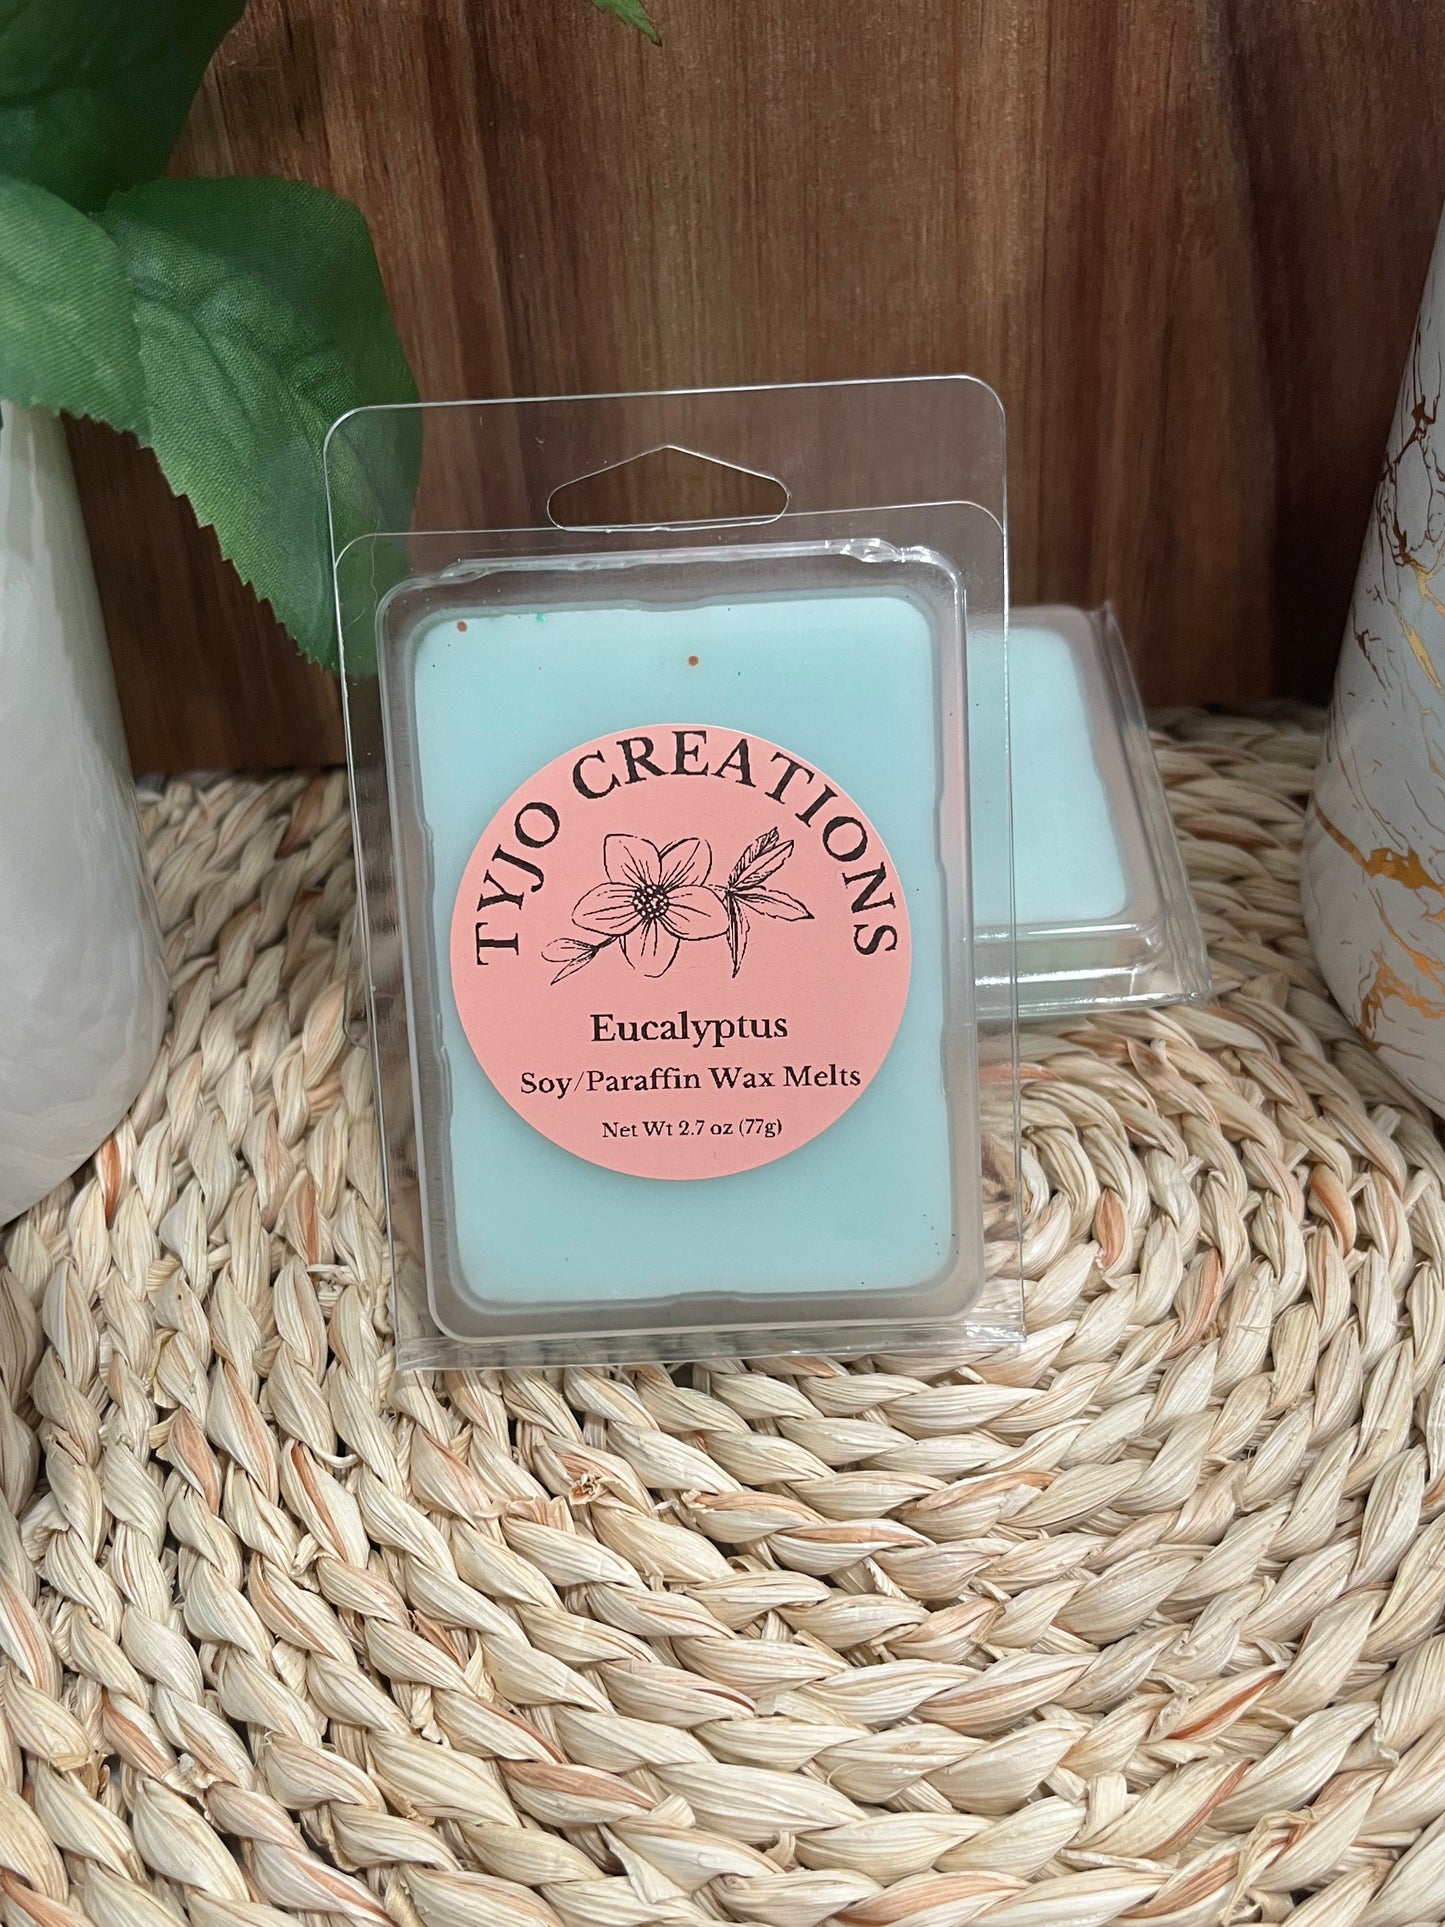 TYJO CREATIONS
Eucalyptus
Soy/Paraffin Wax Melts
Net Wt 2.7 oz (77g)